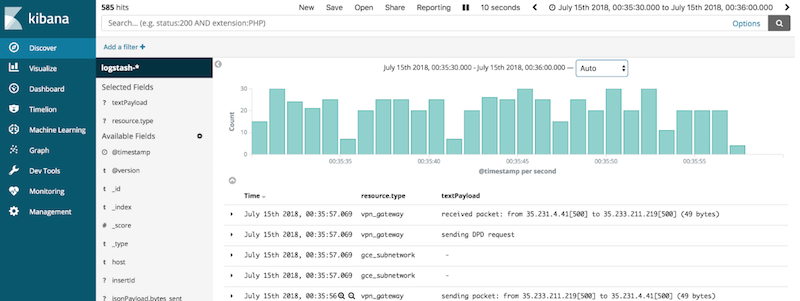 kibana
585 hits
New Save Open Share Reporting 10 seconds July 15th 2018, 00:35:30.000 to July 15th 2018, 00:36:00.000
Search... (e.g. status:200 AND extension:PHP)
Options
Add a filter +
Discover
Visualize
Dashboard
Timelion
Machine Learning
Graph
Dev Tools
Monitoring
Management
logstash-*
Selected Fields
t textPayload
? resource.type
Available Fields
@timestamp
t @version
t _id
t _index
# _score
t _type
t host
t insertId
jsonPayload.bytes_sent
July 15th 2018, 00:35:30.000 - July 15th 2018, 00:36:00.000 — Auto
Count
30
20
10
0
00:35:35 00:35:40 00:35:45 00:35:50 00:35:55
@timestamp per second
Time resource.type textPayload
July 15th 2018, 00:35:57.069 vpn_gateway received packet: from 35.231.4.41[500] to 35.233.211.219[500] (49 bytes)
July 15th 2018, 00:35:57.069 vpn_gateway sending DPD request
July 15th 2018, 00:35:57.069 gce_subnetwork -
July 15th 2018, 00:35:57.069 gce_subnetwork -
July 15th 2018, 00:35:56 vpn_gateway sending packet: from 35.233.211.219[500] to 35.231.4.41[500] (49 bytes)